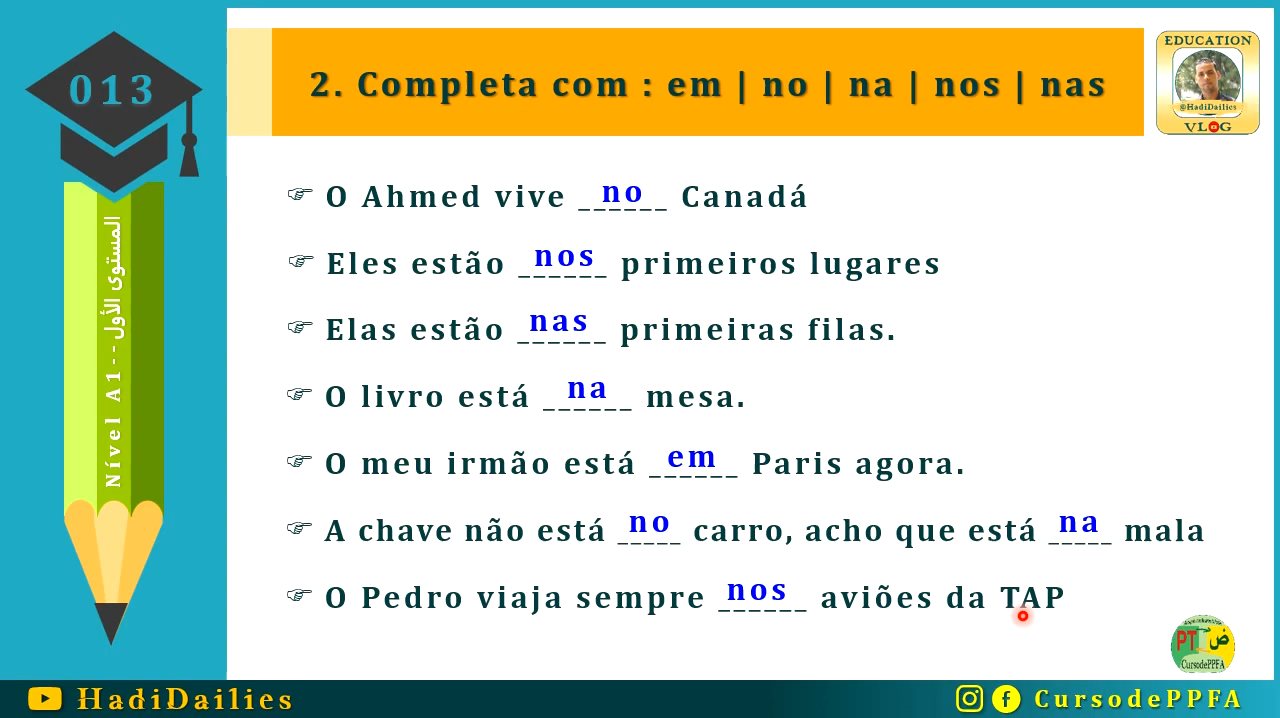 013
2. Completa com : em | no | na | nos | nas
EDUCATION
@HadiDailies
VLOG
المستوى الأول -- Nível A1
☞ O Ahmed vive __no__ Canadá
☞ Eles estão __nos__ primeiros lugares
☞ Elas estão __nas__ primeiras filas.
☞ O livro está __na__ mesa.
☞ O meu irmão está __em__ Paris agora.
☞ A chave não está __no__ carro, acho que está __na__ mala
☞ O Pedro viaja sempre __nos__ aviões da TAP
PT ض
CursodePPFA
HadiDailies
CursodePPFA